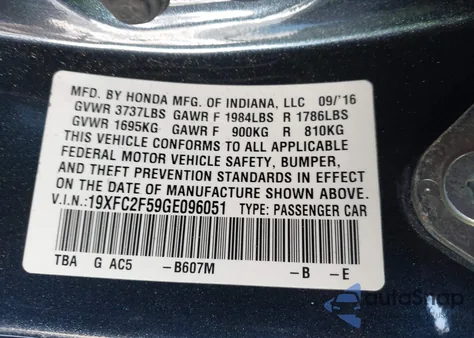 MFD. BY HONDA MFG. OF INDIANA, LLC 09/'16
GVWR 3737LBS GAWR F 1984LBS R 1786LBS
GVWR 1695KG GAWR F 900KG R 810KG
THIS VEHICLE CONFORMS TO ALL APPLICABLE
FEDERAL MOTOR VEHICLE SAFETY, BUMPER,
AND THEFT PREVENTION STANDARDS IN EFFECT
ON THE DATE OF MANUFACTURE SHOWN ABOVE.
V.I.N.:19XFC2F59GE096051 TYPE: PASSENGER CAR
TBA G AC5 -B607M -B -E
autoSnap